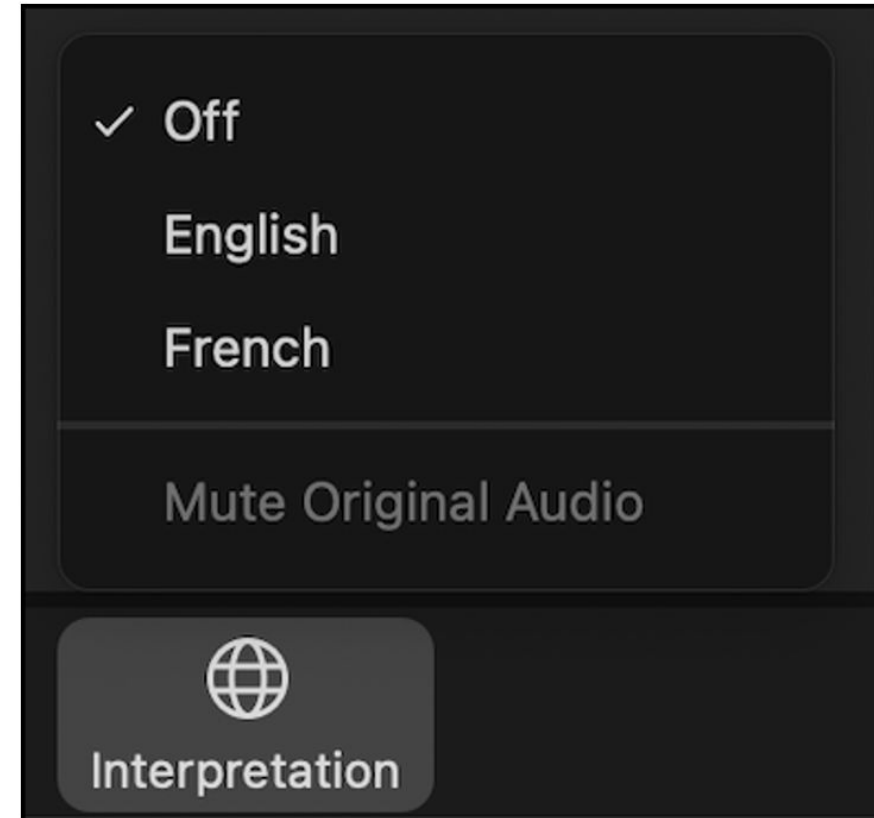 Off
English
French
Mute Original Audio
Interpretation